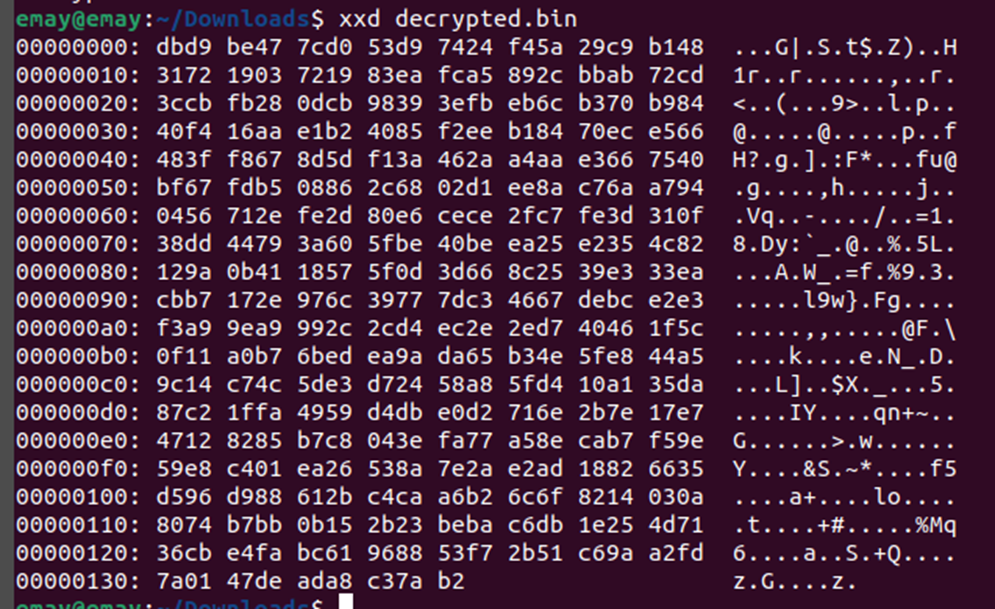 emay@emay:~/Downloads$ xxd decrypted.bin
00000000: dbd9 be47 7cd0 53d9 7424 f45a 29c9 b148  ...G|.S.t$.Z)..H
00000010: 3172 1903 7219 83ea fca5 892c bbab 72cd  1r..r......,..r.
00000020: 3ccb fb28 0dcb 9839 3efb eb6c b370 b984  <..(...9>..l.p..
00000030: 40f4 16aa e1b2 4085 f2ee b184 70ec e566  @.....@.....p..f
00000040: 483f f867 8d5d f13a 462a a4aa e366 7540  H?.g.].:F*...fu@
00000050: bf67 fdb5 0886 2c68 02d1 ee8a c76a a794  .g....,h.....j..
00000060: 0456 712e fe2d 80e6 cece 2fc7 fe3d 310f  .Vq..-..../..=1.
00000070: 38dd 4479 3a60 5fbe 40be ea25 e235 4c82  8.Dy:`_.@..%.5L.
00000080: 129a 0b41 1857 5f0d 3d66 8c25 39e3 33ea  ...A.W_.=f.%9.3.
00000090: cbb7 172e 976c 3977 7dc3 4667 debc e2e3  .....l9w}.Fg....
000000a0: f3a9 9ea9 992c 2cd4 ec2e 2ed7 4046 1f5c  .....,,.....@F.\
000000b0: 0f11 a0b7 6bed ea9a da65 b34e 5fe8 44a5  ....k....e.N_.D.
000000c0: 9c14 c74c 5de3 d724 58a8 5fd4 10a1 35da  ...L]..$X._...5.
000000d0: 87c2 1ffa 4959 d4db e0d2 716e 2b7e 17e7  ....IY....qn+~..
000000e0: 4712 8285 b7c8 043e fa77 a58e cab7 f59e  G......>.w......
000000f0: 59e8 c401 ea26 538a 7e2a e2ad 1882 6635  Y....&S.~*....f5
00000100: d596 d988 612b c4ca a6b2 6c6f 8214 030a  ....a+....lo....
00000110: 8074 b7bb 0b15 2b23 beba c6db 1e25 4d71  .t....+#.....%Mq
00000120: 36cb e4fa bc61 9688 53f7 2b51 c69a a2fd  6....a..S.+Q....
00000130: 7a01 47de ada8 c37a b2  z.G....z.
emay@emay:~/Downloads$